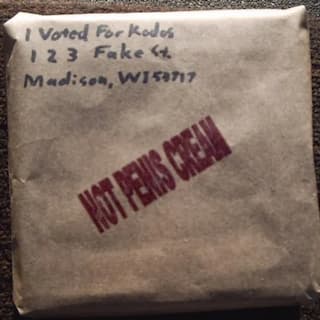 I Voted For Kodos
1 2 3 Fake St.
Madison, WI 53717
NOT PENIS CREAM